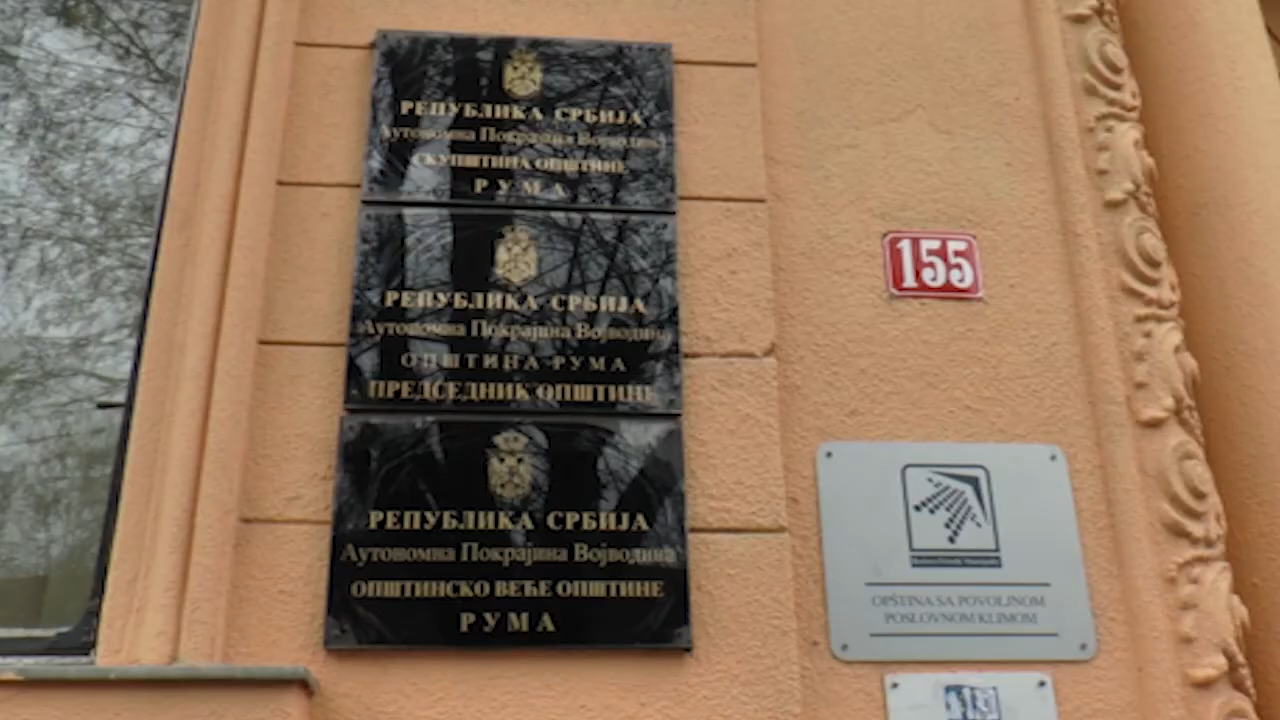 РЕПУБЛИКА СРБИЈА
Аутономна Покрајина Војводина
СКУПШТИНА ОПШТИНЕ
РУМА
РЕПУБЛИКА СРБИЈА
Аутономна Покрајина Војводина
ОПШТИНА РУМА
ПРЕДСЕДНИК ОПШТИНЕ
РЕПУБЛИКА СРБИЈА
Аутономна Покрајина Војводина
ОПШТИНСКО ВЕЋЕ ОПШТИНЕ
РУМА
155
OPŠTINA SA POVOLJNOM
POSLOVNOM KLIMOM